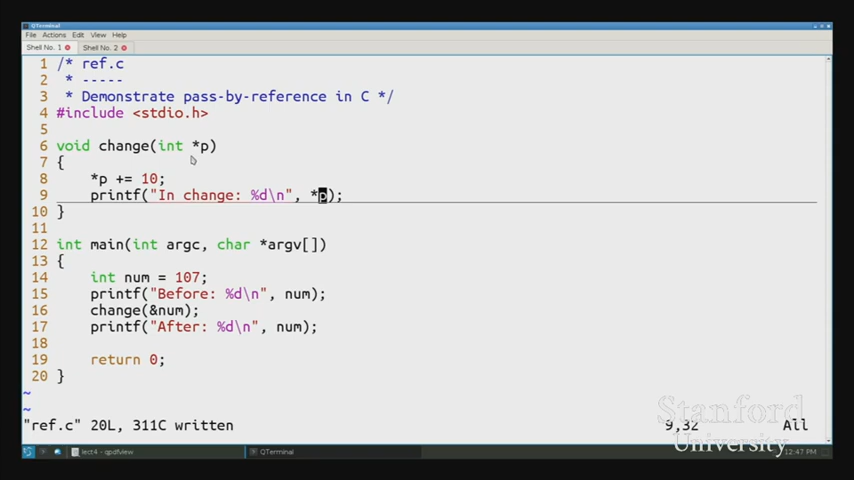 QTerminal
File Actions Edit View Help
Shell No. 1 Shell No. 2
1 /* ref.c
2  * -----
3  * Demonstrate pass-by-reference in C */
4 #include <stdio.h>
5
6 void change(int *p)
7 {
8     *p += 10;
9     printf("In change: %d\n", *p);
10 }
11
12 int main(int argc, char *argv[])
13 {
14     int num = 107;
15     printf("Before: %d\n", num);
16     change(&num);
17     printf("After: %d\n", num);
18
19     return 0;
20 }
~
~
"ref.c" 20L, 311C written 9,32 All
Stanford
University
lect4 - qpdfview QTerminal 12:47 PM